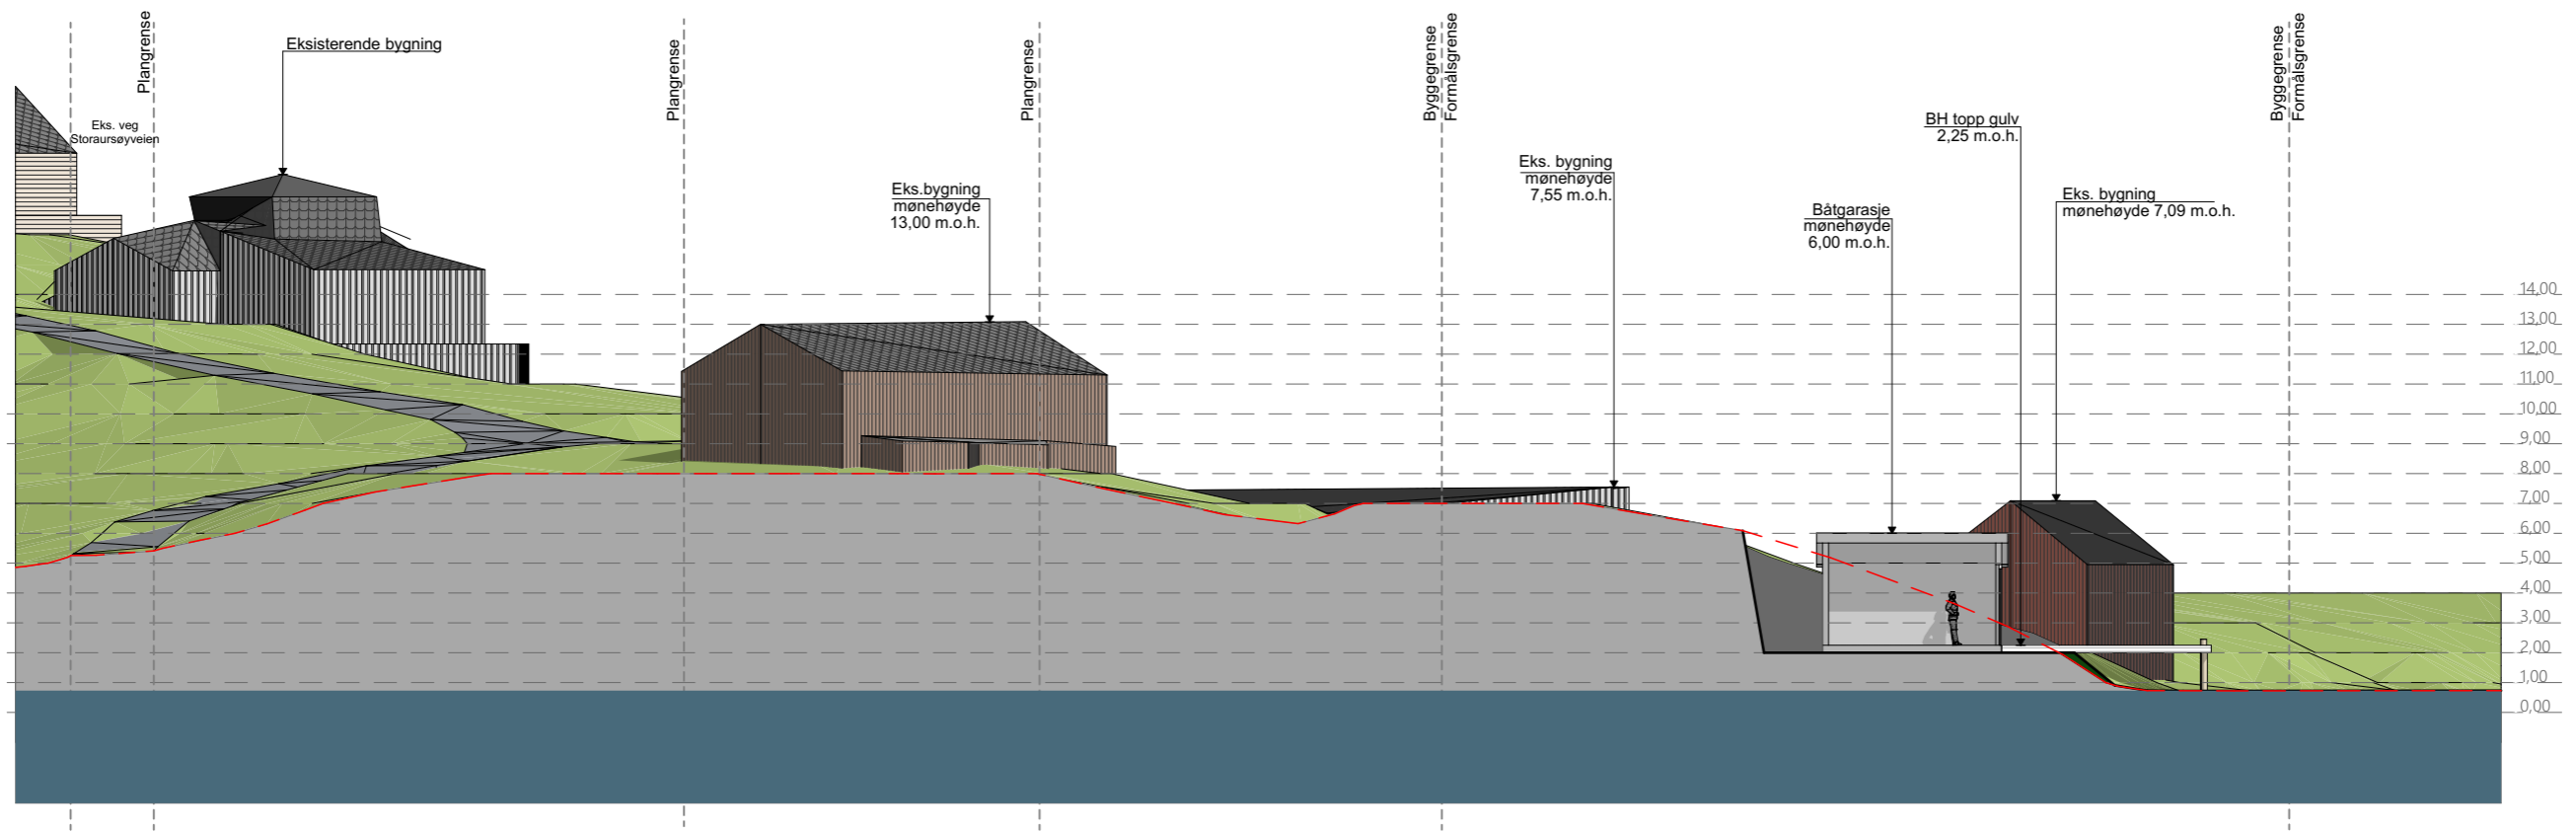 Plangrense
Eksisterende bygning
Eks. veg
Storaursøyveien
Plangrense
Eks.bygning
mønehøyde
13,00 m.o.h.
Plangrense
Byggegrense
Formålsgrense
Eks. bygning
mønehøyde
7,55 m.o.h.
Båtgarasje
mønehøyde
6,00 m.o.h.
BH topp gulv
2,25 m.o.h.
Eks. bygning
mønehøyde 7,09 m.o.h.
Byggegrense
Formålsgrense
14,00
13,00
12,00
11,00
10,00
9,00
8,00
7,00
6,00
5,00
4,00
3,00
2,00
1,00
0,00